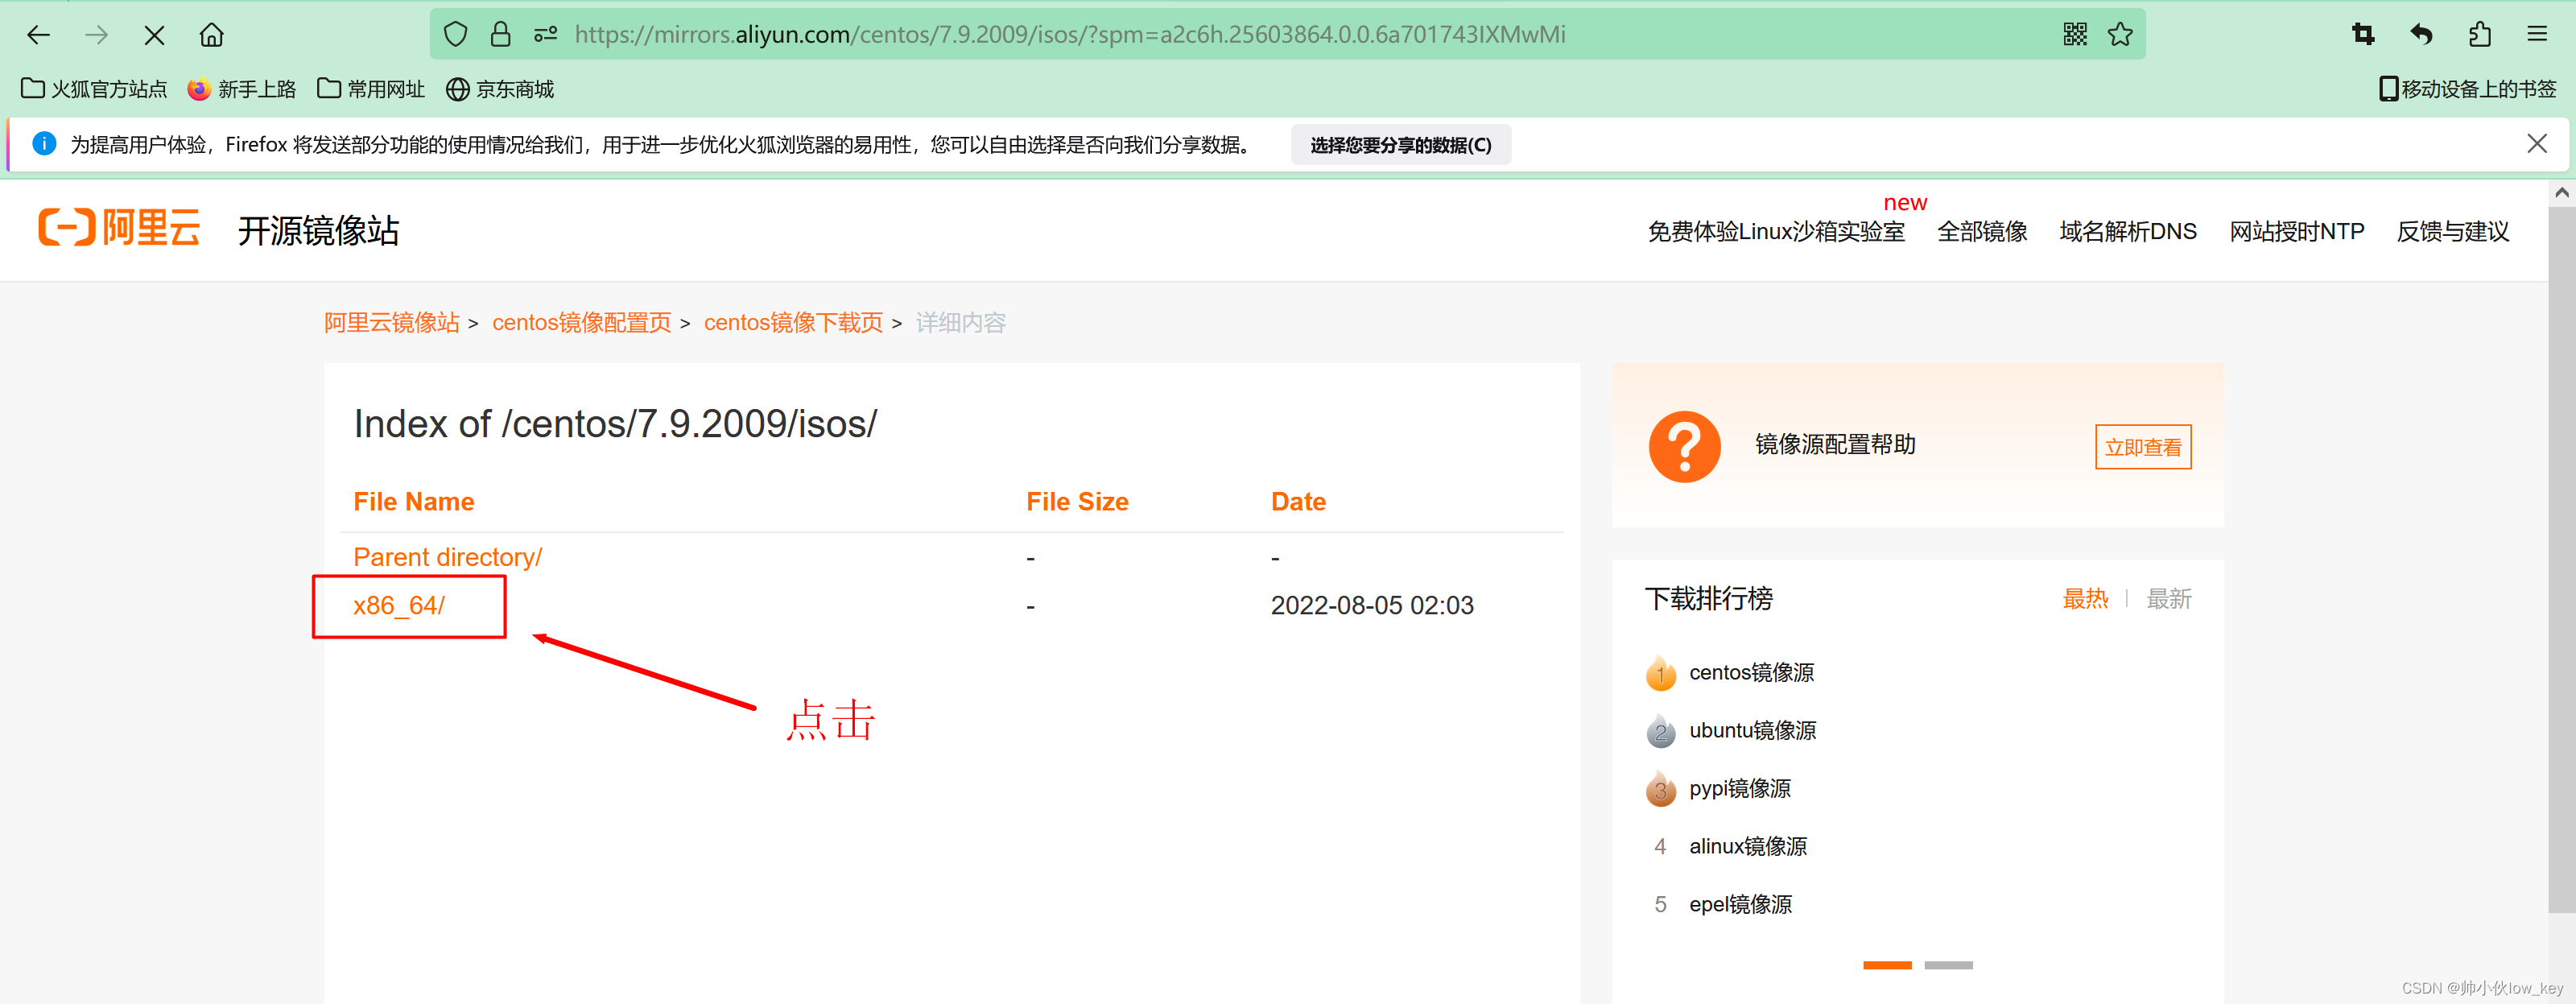 https://mirrors.aliyun.com/centos/7.9.2009/isos/?spm=a2c6h.25603864.0.0.6a701743IXMwMi
火狐官方站点 新手上路 常用网址 京东商城 移动设备上的书签
为提高用户体验，Firefox 将发送部分功能的使用情况给我们，用于进一步优化火狐浏览器的易用性，您可以自由选择是否向我们分享数据。 选择您要分享的数据(C)
阿里云 开源镜像站
new
免费体验Linux沙箱实验室 全部镜像 域名解析DNS 网站授时NTP 反馈与建议
阿里云镜像站 > centos镜像配置页 > centos镜像下载页 > 详细内容
Index of /centos/7.9.2009/isos/
File Name File Size Date
Parent directory/ - -
x86_64/ - 2022-08-05 02:03
点击
镜像源配置帮助 立即查看
下载排行榜 最热 | 最新
1 centos镜像源
2 ubuntu镜像源
3 pypi镜像源
4 alinux镜像源
5 epel镜像源
CSDN @帅小伙low_key